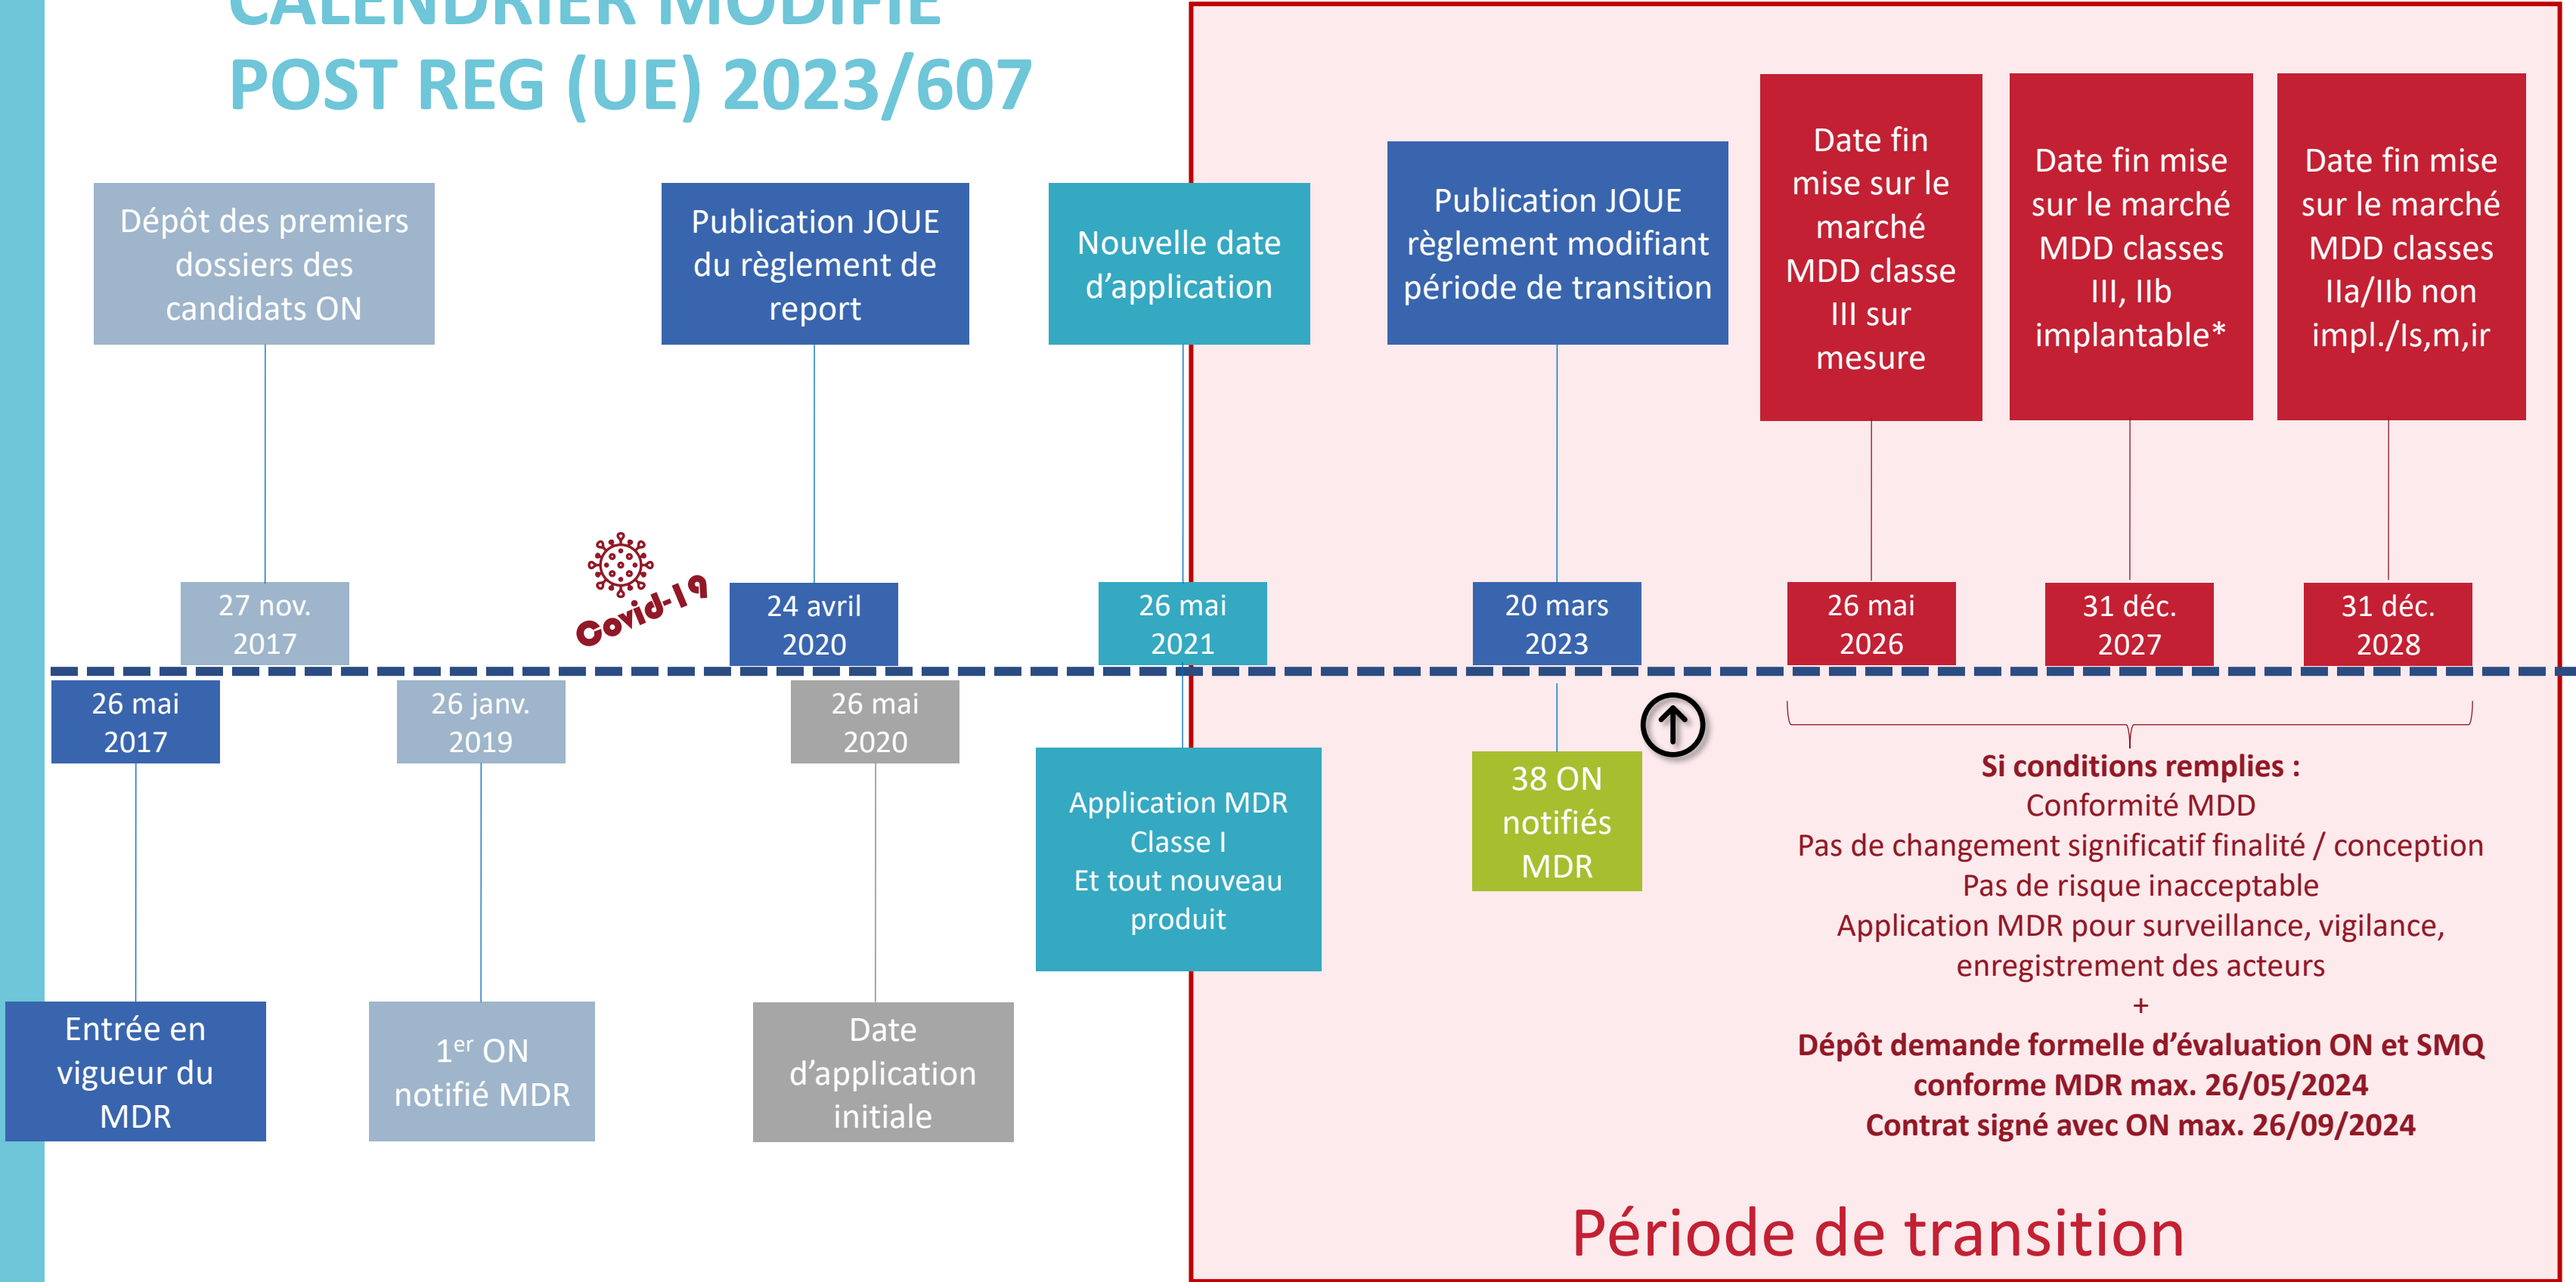 CALENDRIER MODIFIÉ
POST REG (UE) 2023/607
Dépôt des premiers
dossiers des
candidats ON
Publication JOUE
du règlement de
report
Nouvelle date
d’application
Publication JOUE
règlement modifiant
période de transition
Date fin
mise sur le
marché
MDD classe
III sur
mesure
Date fin mise
sur le marché
MDD classes
III, IIb
implantable*
Date fin mise
sur le marché
MDD classes
IIa/IIb non
impl./Is,m,ir
27 nov.
2017
Covid-19
24 avril
2020
26 mai
2021
20 mars
2023
26 mai
2026
31 déc.
2027
31 déc.
2028
26 mai
2017
26 janv.
2019
26 mai
2020
Application MDR
Classe I
Et tout nouveau
produit
38 ON
notifiés
MDR
Si conditions remplies :
Conformité MDD
Pas de changement significatif finalité / conception
Pas de risque inacceptable
Application MDR pour surveillance, vigilance,
enregistrement des acteurs
+
Dépôt demande formelle d’évaluation ON et SMQ
conforme MDR max. 26/05/2024
Contrat signé avec ON max. 26/09/2024
Entrée en
vigueur du
MDR
1er ON
notifié MDR
Date
d’application
initiale
Période de transition